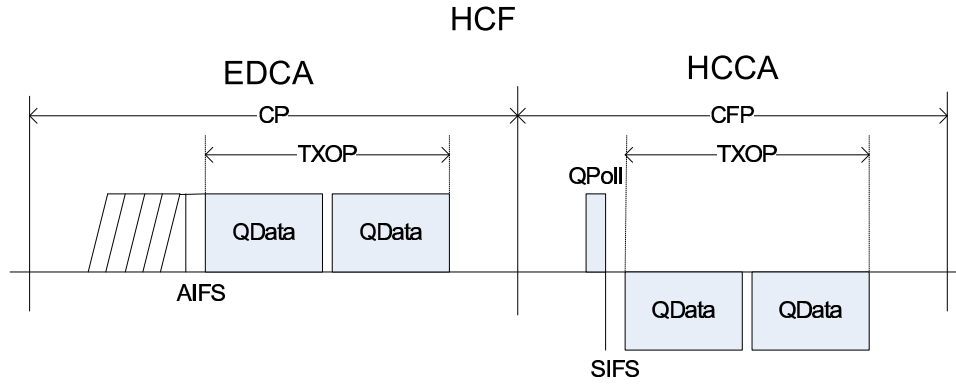 HCF
EDCA
HCCA
CP
CFP
TXOP
TXOP
QPoll
QData
QData
AIFS
QData
QData
SIFS